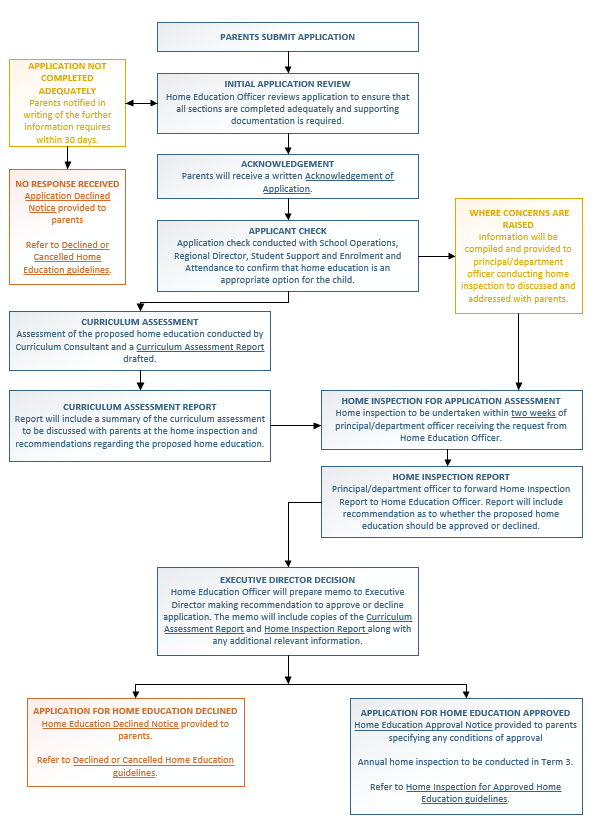 PARENTS SUBMIT APPLICATION
APPLICATION NOT
COMPLETED
ADEQUATELY
Parents notified in
writing of the further
information requires
within 30 days.
INITIAL APPLICATION REVIEW
Home Education Officer reviews application to ensure that
all sections are completed adequately and supporting
documentation is required.
NO RESPONSE RECEIVED
Application Declined
Notice provided to
parents
Refer to Declined or
Cancelled Home
Education guidelines.
ACKNOWLEDGEMENT
Parents will receive a written Acknowledgement of
Application.
APPLICANT CHECK
Application check conducted with School Operations,
Regional Director, Student Support and Enrolment and
Attendance to confirm that home education is an
appropriate option for the child.
WHERE CONCERNS ARE
RAISED
Information will be
compiled and provided to
principal/department
officer conducting home
inspection to discussed and
addressed with parents.
CURRICULUM ASSESSMENT
Assessment of the proposed home education conducted by
Curriculum Consultant and a Curriculum Assessment Report
drafted.
CURRICULUM ASSESSMENT REPORT
Report will include a summary of the curriculum assessment
to be discussed with parents at the home inspection and
recommendations regarding the proposed home education.
HOME INSPECTION FOR APPLICATION ASSESSMENT
Home inspection to be undertaken within two weeks of
principal/department officer receiving the request from
Home Education Officer.
HOME INSPECTION REPORT
Principal/department officer to forward Home Inspection
Report to Home Education Officer. Report will include
recommendation as to whether the proposed home
education should be approved or declined.
EXECUTIVE DIRECTOR DECISION
Home Education Officer will prepare memo to Executive
Director making recommendation to approve or decline
application. The memo will include copies of the Curriculum
Assessment Report and Home Inspection Report along with
any additional relevant information.
APPLICATION FOR HOME EDUCATION DECLINED
Home Education Declined Notice provided to
parents.
Refer to Declined or Cancelled Home Education
guidelines.
APPLICATION FOR HOME EDUCATION APPROVED
Home Education Approval Notice provided to parents
specifying any conditions of approval
Annual home inspection to be conducted in Term 3.
Refer to Home Inspection for Approved Home
Education guidelines.